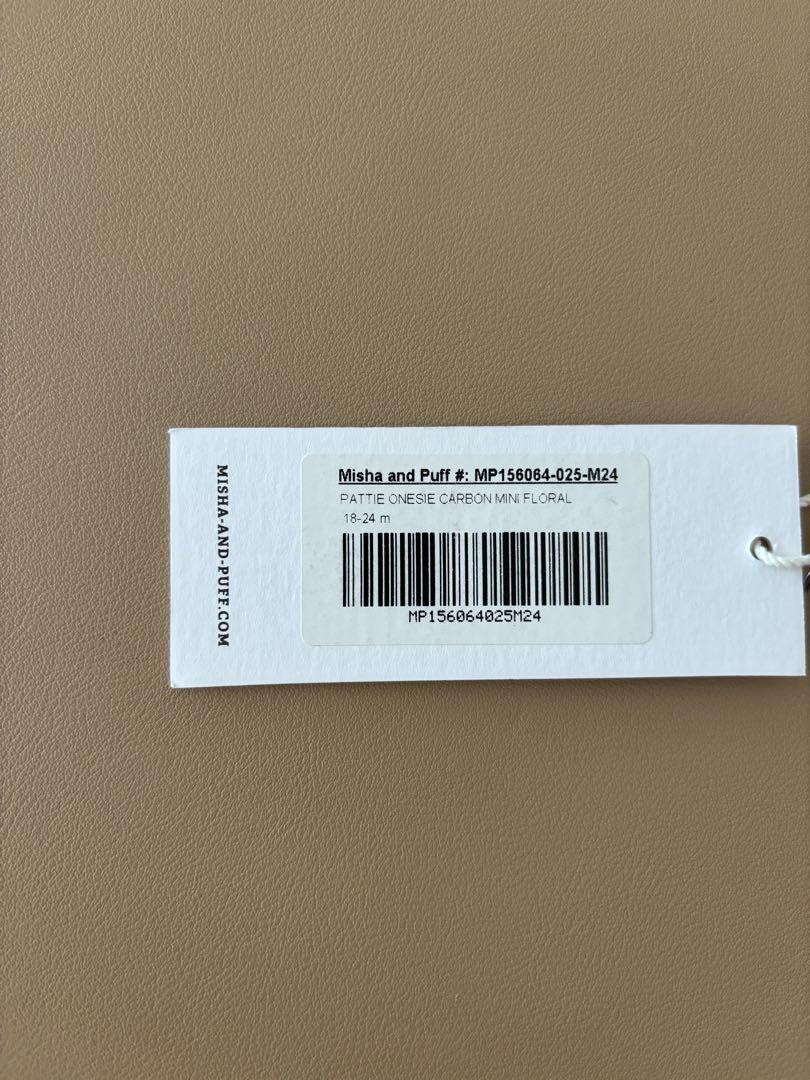 MISHA-AND-PUFF.COM
Misha and Puff #: MP156064-025-M24
PATTIE ONESIE CARBON MINI FLORAL
18-24 m
MP156064025M24